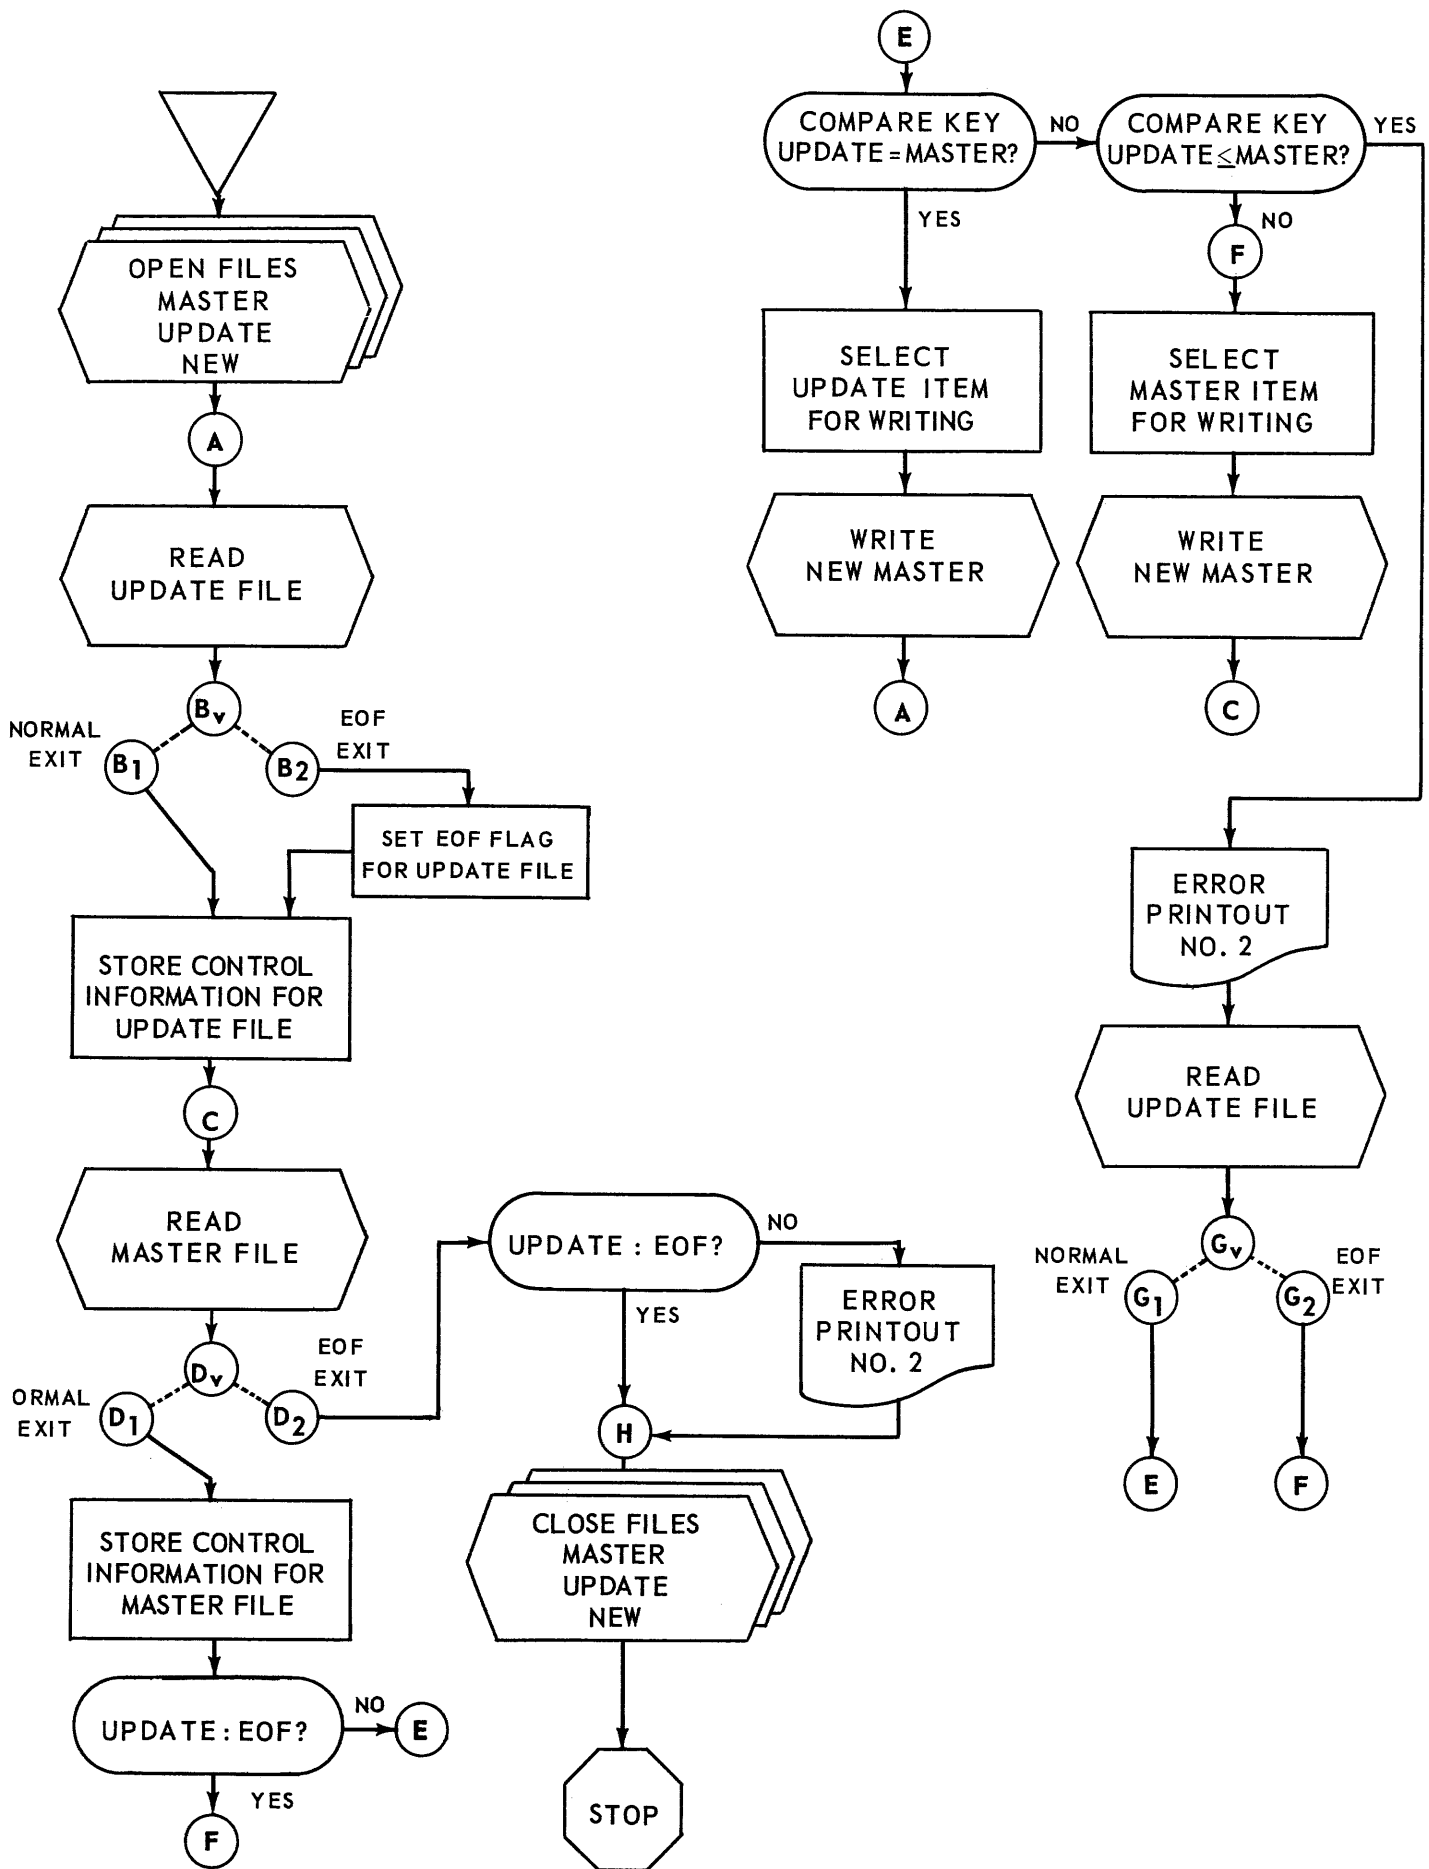 OPEN FILES
MASTER
UPDATE
NEW
A
READ
UPDATE FILE
Bv
NORMAL
EXIT
B1
EOF
EXIT
B2
SET EOF FLAG
FOR UPDATE FILE
STORE CONTROL
INFORMATION FOR
UPDATE FILE
C
READ
MASTER FILE
Dv
ORMAL
EXIT
D1
EOF
EXIT
D2
STORE CONTROL
INFORMATION FOR
MASTER FILE
UPDATE : EOF?
NO
E
YES
F
UPDATE : EOF?
NO
YES
ERROR
PRINTOUT
NO. 2
H
CLOSE FILES
MASTER
UPDATE
NEW
STOP
E
COMPARE KEY
UPDATE = MASTER?
NO
COMPARE KEY
UPDATE ≤ MASTER?
YES
YES
NO
F
SELECT
UPDATE ITEM
FOR WRITING
WRITE
NEW MASTER
A
SELECT
MASTER ITEM
FOR WRITING
WRITE
NEW MASTER
C
ERROR
PRINTOUT
NO. 2
READ
UPDATE FILE
Gv
NORMAL
EXIT
G1
EOF
EXIT
G2
E
F